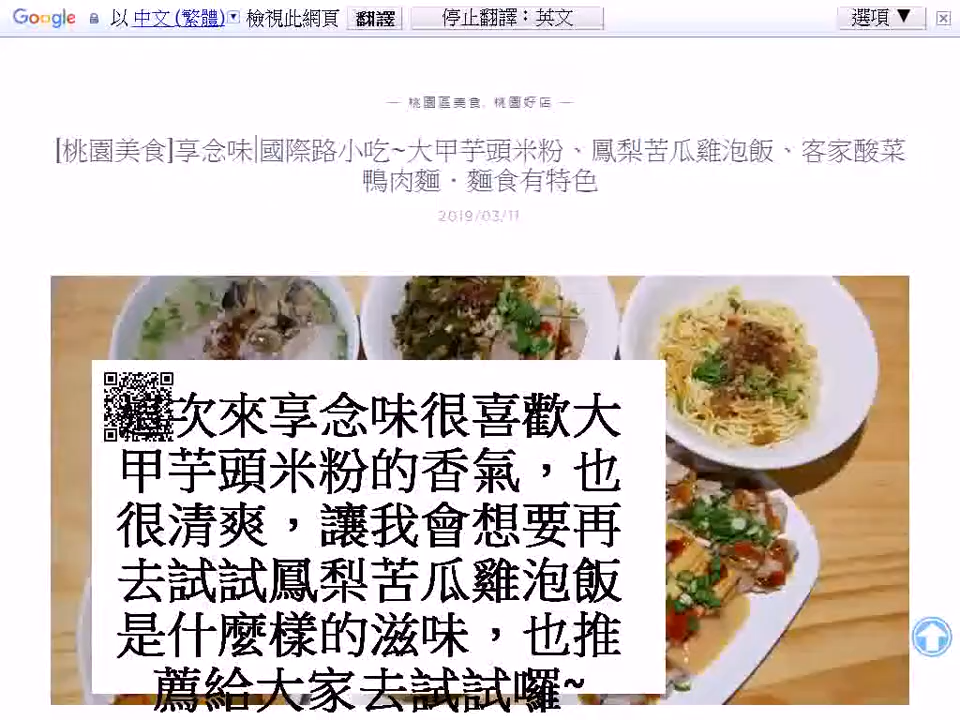 Google 以 中文 (繁體) 檢視此網頁 翻譯 停止翻譯：英文 選項▼
— 桃園區美食, 桃園好店 —
[桃園美食]享念味|國際路小吃~大甲芋頭米粉、鳳梨苦瓜雞泡飯、客家酸菜
鴨肉麵．麵食有特色
2019/03/11
次來享念味很喜歡大
甲芋頭米粉的香氣，也
很清爽，讓我會想要再
去試試鳳梨苦瓜雞泡飯
是什麼樣的滋味，也推
薦給大家去試試囉~